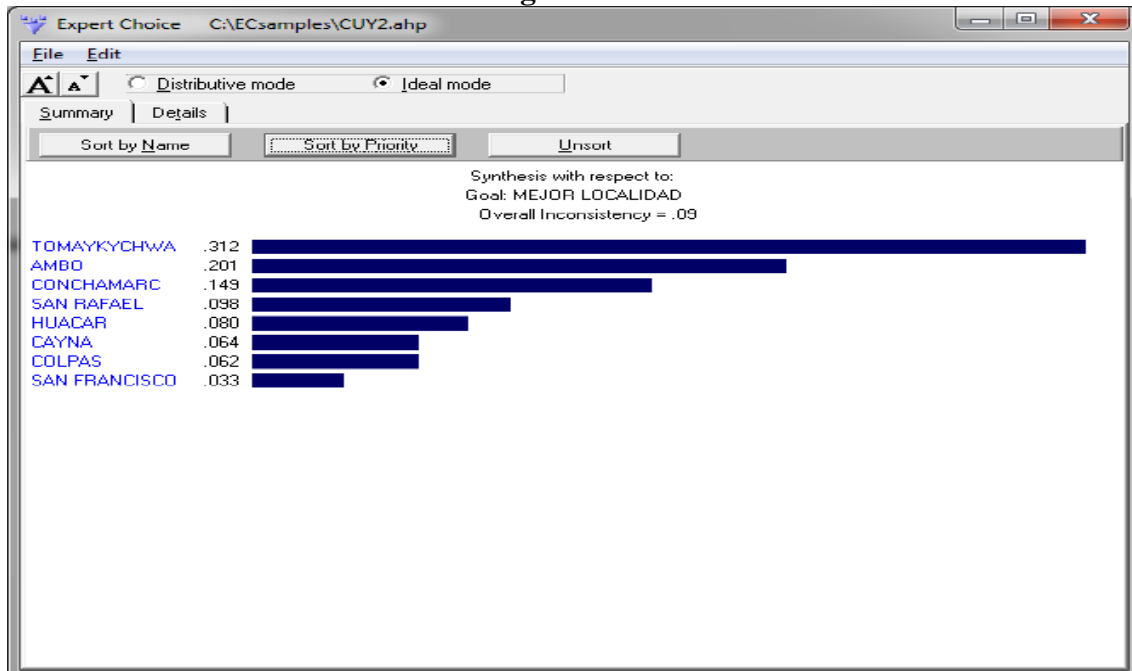 Expert Choice C:\ECsamples\CUY2.ahp
File Edit
A A Distributive mode Ideal mode
Summary Details
Sort by Name Sort by Priority Unsort
Synthesis with respect to:
Goal: MEJOR LOCALIDAD
Overall Inconsistency = .09
TOMAYKYCHWA .312
AMBO .201
CONCHAMARC .149
SAN RAFAEL .098
HUACAR .080
CAYNA .064
COLPAS .062
SAN FRANCISCO .033